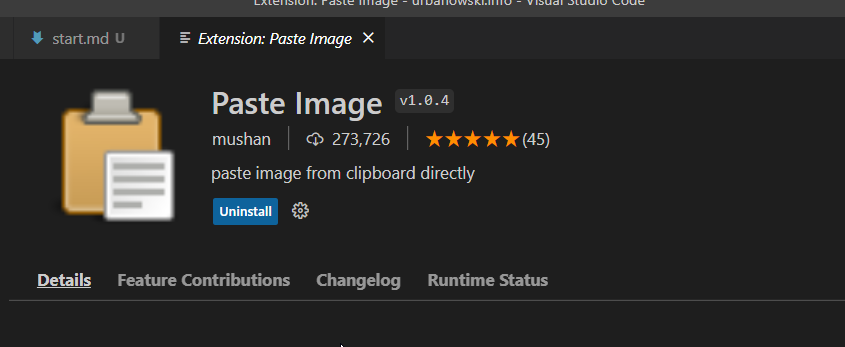 Extension: Paste Image - urbanowski.info - Visual Studio Code
start.md U Extension: Paste Image
Paste Image v1.0.4
mushan 273,726 (45)
paste image from clipboard directly
Uninstall
Details Feature Contributions Changelog Runtime Status